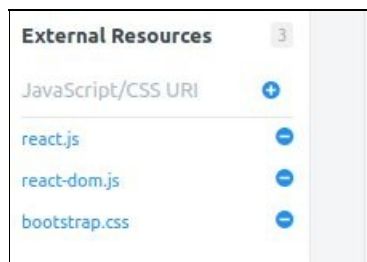 External Resources 3
JavaScript/CSS URI
react.js
react-dom.js
bootstrap.css